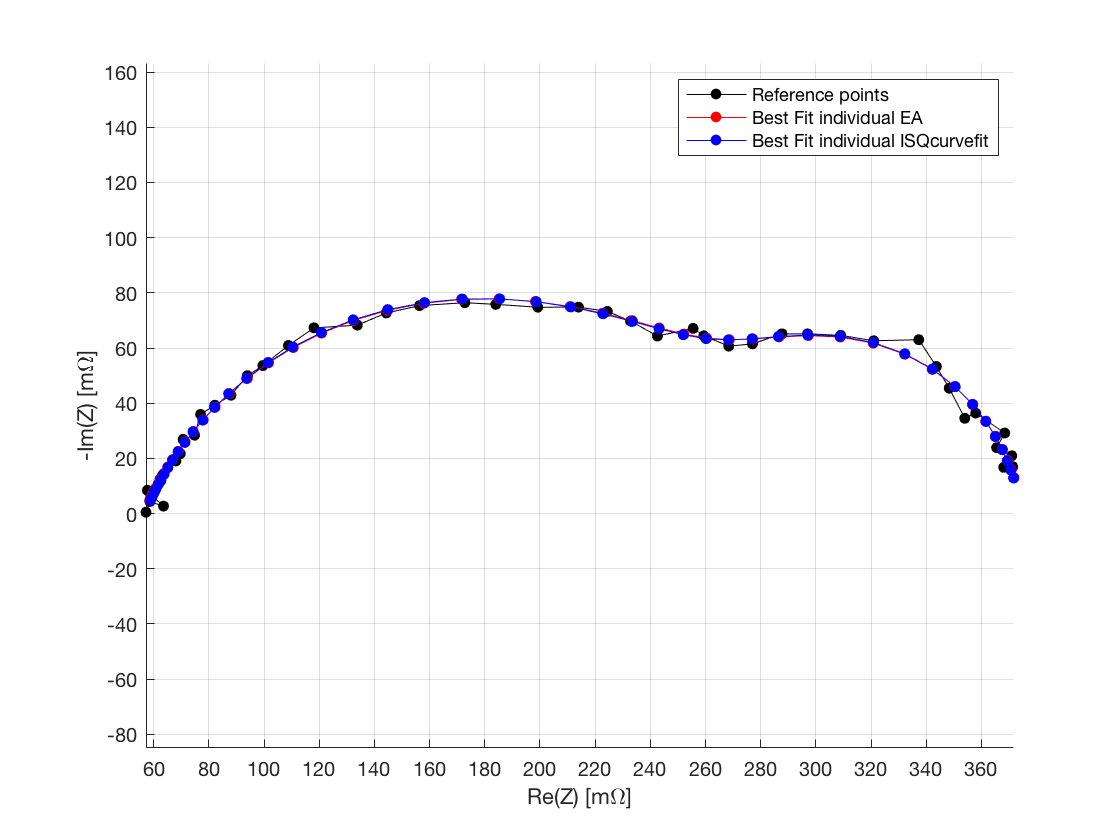 160
140
120
100
80
60
40
20
0
-20
-40
-60
-80
-Im(Z) [mΩ]
Reference points
Best Fit individual EA
Best Fit individual lSQcurvefit
60 80 100 120 140 160 180 200 220 240 260 280 300 320 340 360
Re(Z) [mΩ]